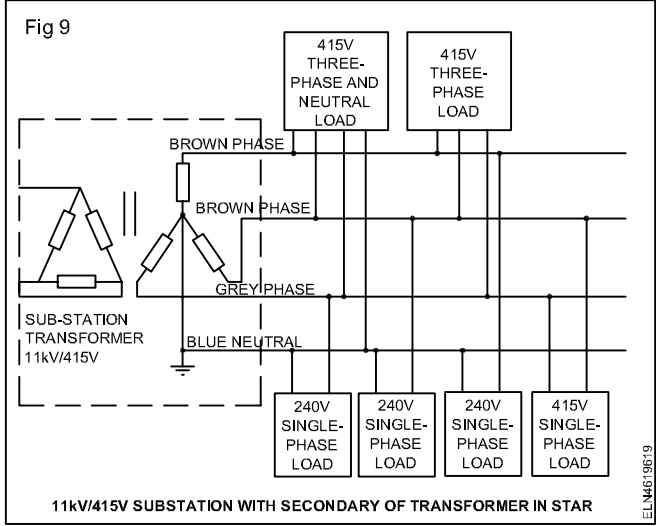 Fig 9
415V
THREE-
PHASE AND
NEUTRAL
LOAD
415V
THREE-
PHASE
LOAD
BROWN PHASE
BROWN PHASE
GREY PHASE
SUB-STATION
TRANSFORMER
11kV/415V
BLUE NEUTRAL
240V
SINGLE-
PHASE
LOAD
240V
SINGLE-
PHASE
LOAD
240V
SINGLE-
PHASE
LOAD
415V
SINGLE-
PHASE
LOAD
11kV/415V SUBSTATION WITH SECONDARY OF TRANSFORMER IN STAR
ELN4619619